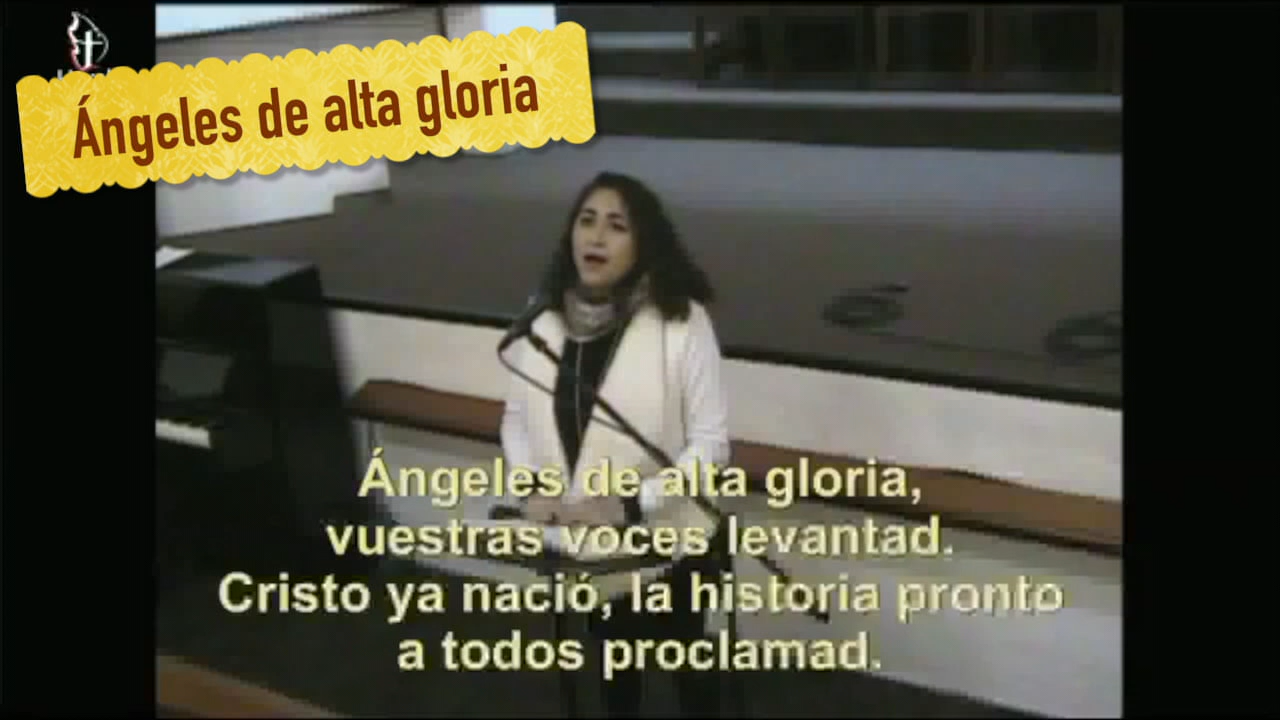 Ángeles de alta gloria
Ángeles de alta gloria,
vuestras voces levantad.
Cristo ya nació, la historia pronto
a todos proclamad.